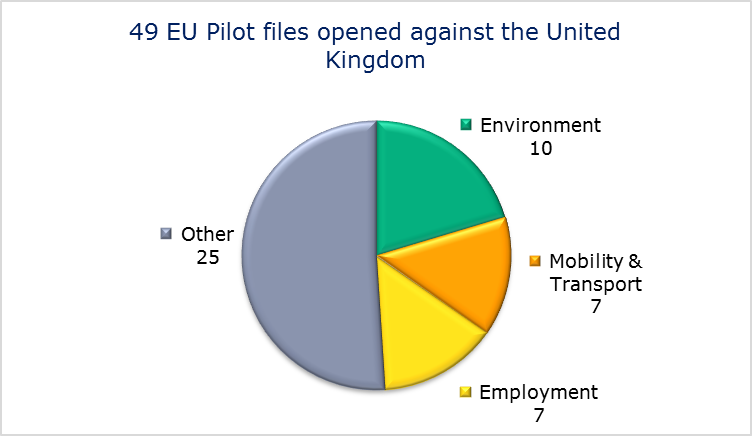 49 EU Pilot files opened against the United
Kingdom
Environment
10
Other
25
Mobility &
Transport
7
Employment
7